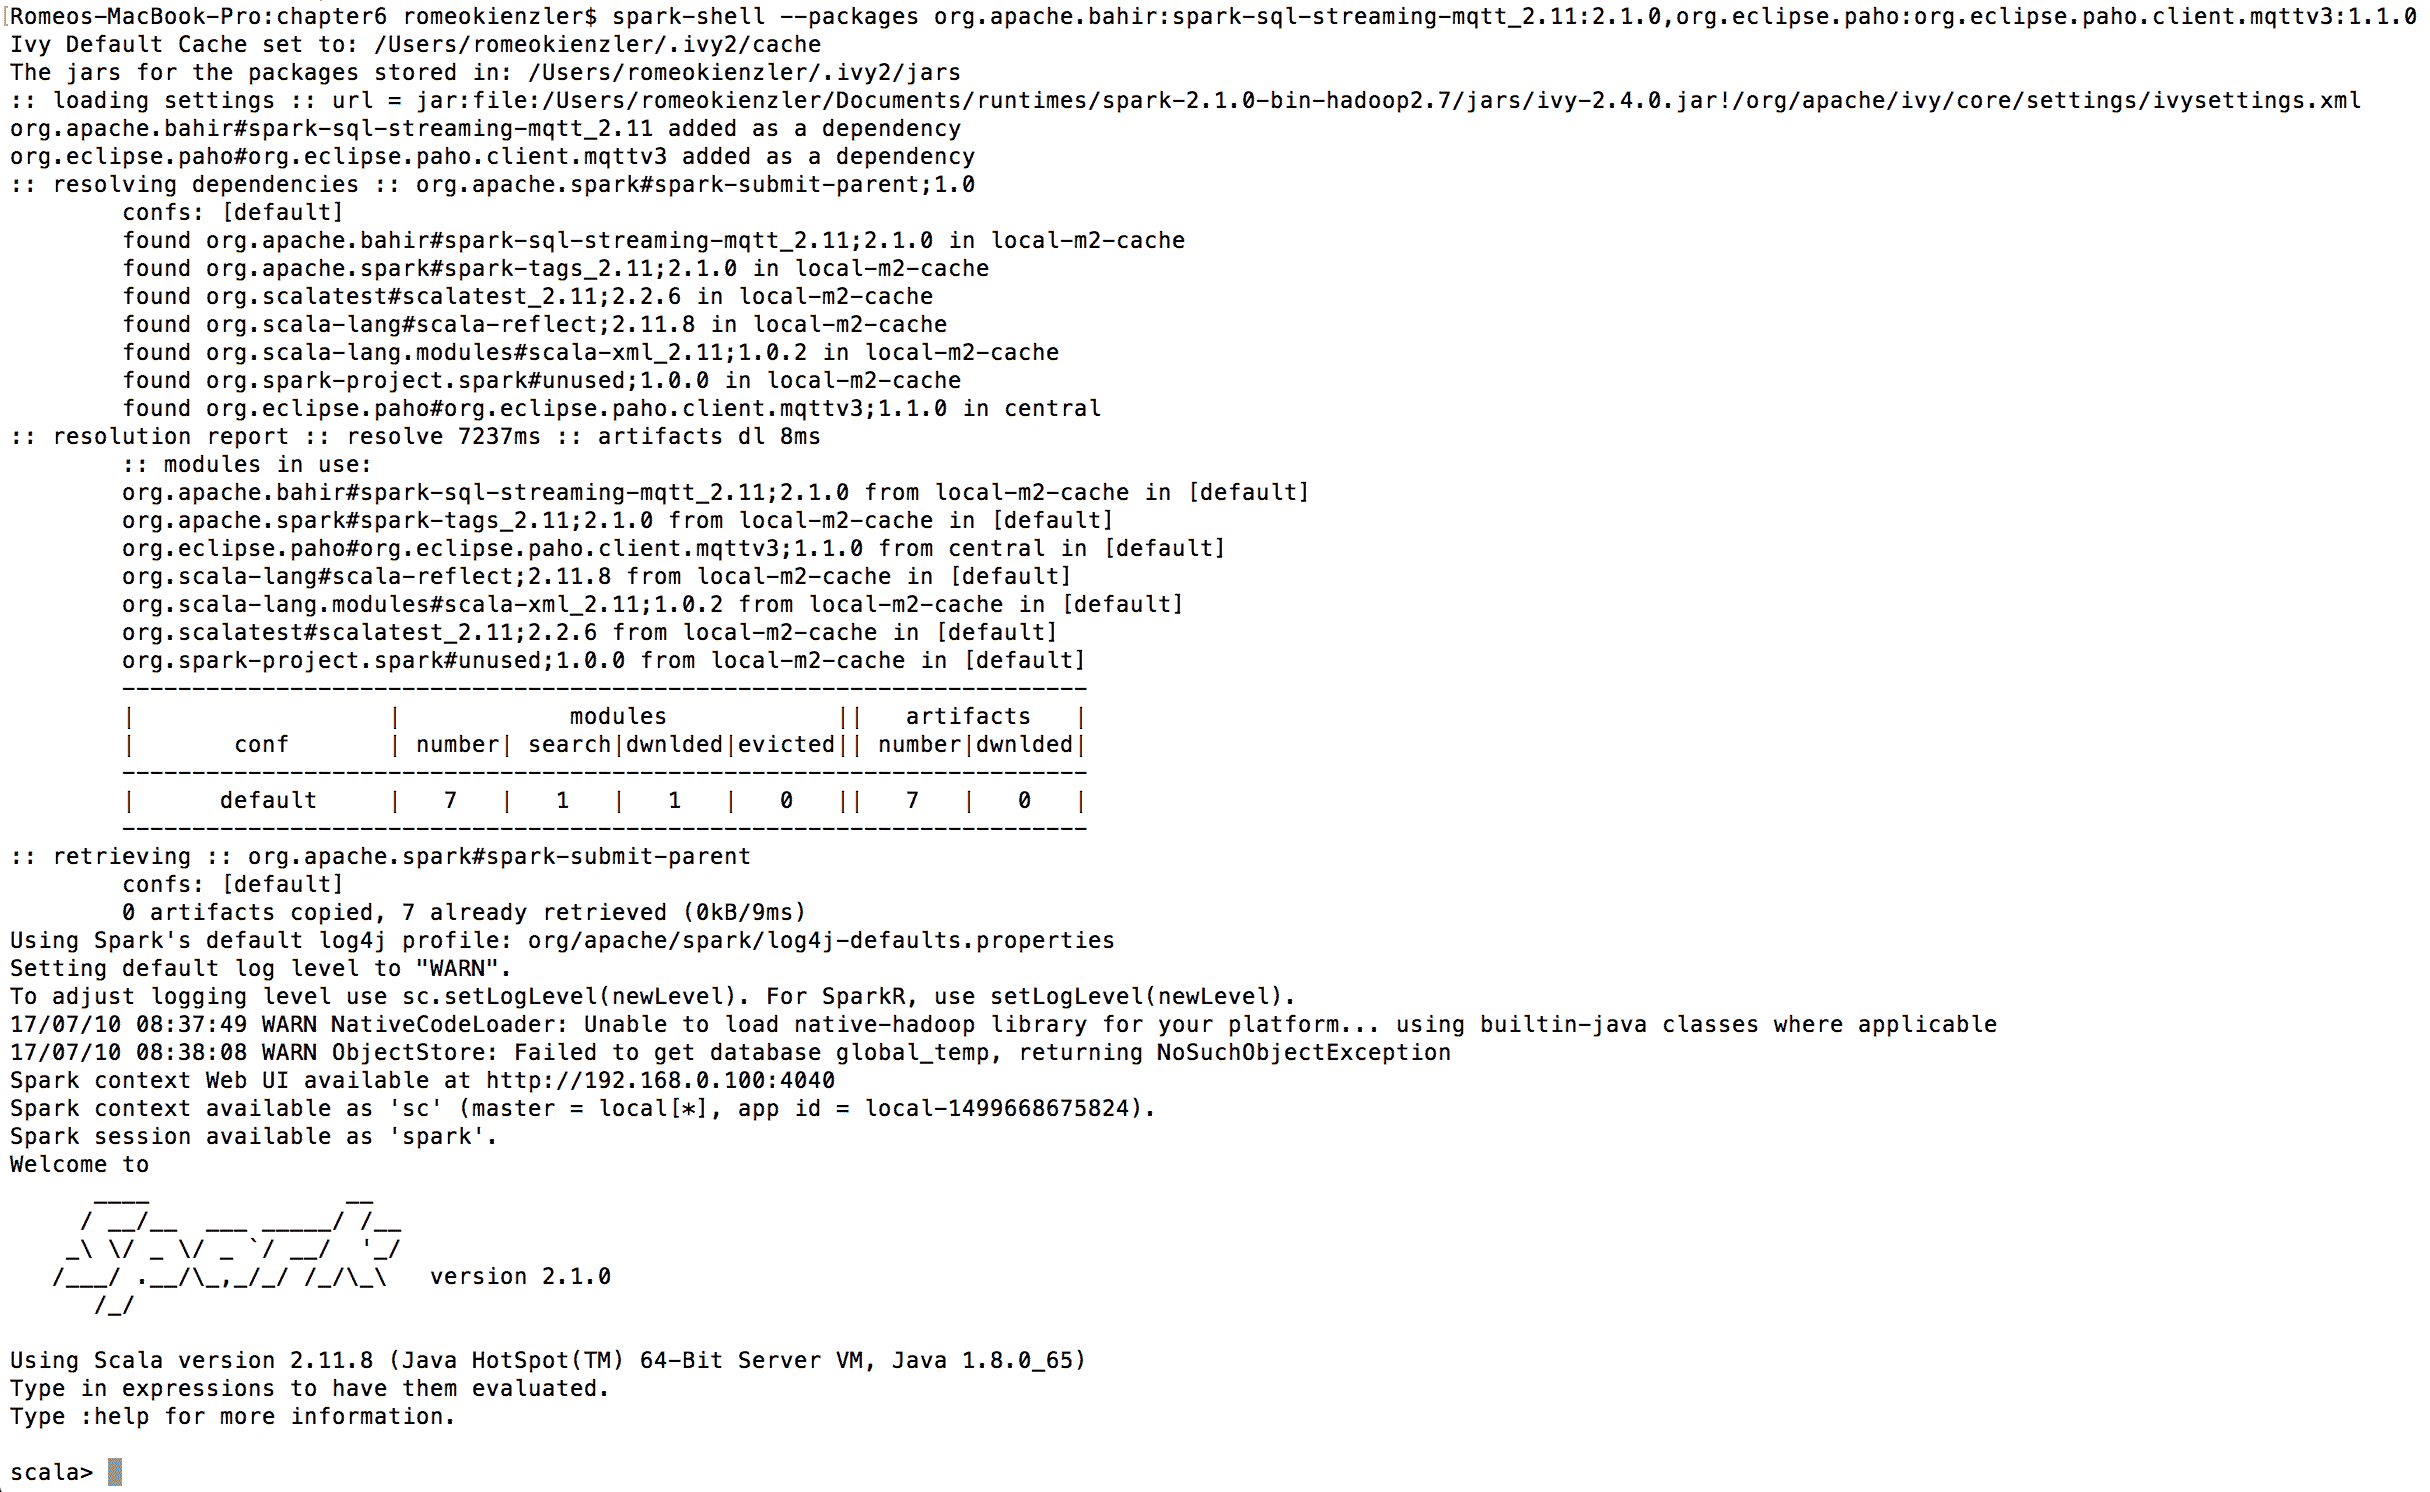 [Romeos-MacBook-Pro:chapter6 romeokienzler$ spark-shell --packages org.apache.bahir:spark-sql-streaming-mqtt_2.11:2.1.0,org.eclipse.paho:org.eclipse.paho.client.mqttv3:1.1.0
Ivy Default Cache set to: /Users/romeokienzler/.ivy2/cache
The jars for the packages stored in: /Users/romeokienzler/.ivy2/jars
:: loading settings :: url = jar:file:/Users/romeokienzler/Documents/runtimes/spark-2.1.0-bin-hadoop2.7/jars/ivy-2.4.0.jar!/org/apache/ivy/core/settings/ivysettings.xml
org.apache.bahir#spark-sql-streaming-mqtt_2.11 added as a dependency
org.eclipse.paho#org.eclipse.paho.client.mqttv3 added as a dependency
:: resolving dependencies :: org.apache.spark#spark-submit-parent;1.0
        confs: [default]
        found org.apache.bahir#spark-sql-streaming-mqtt_2.11;2.1.0 in local-m2-cache
        found org.apache.spark#spark-tags_2.11;2.1.0 in local-m2-cache
        found org.scalatest#scalatest_2.11;2.2.6 in local-m2-cache
        found org.scala-lang#scala-reflect;2.11.8 in local-m2-cache
        found org.scala-lang.modules#scala-xml_2.11;1.0.2 in local-m2-cache
        found org.spark-project.spark#unused;1.0.0 in local-m2-cache
        found org.eclipse.paho#org.eclipse.paho.client.mqttv3;1.1.0 in central
:: resolution report :: resolve 7237ms :: artifacts dl 8ms
        :: modules in use:
        org.apache.bahir#spark-sql-streaming-mqtt_2.11;2.1.0 from local-m2-cache in [default]
        org.apache.spark#spark-tags_2.11;2.1.0 from local-m2-cache in [default]
        org.eclipse.paho#org.eclipse.paho.client.mqttv3;1.1.0 from central in [default]
        org.scala-lang#scala-reflect;2.11.8 from local-m2-cache in [default]
        org.scala-lang.modules#scala-xml_2.11;1.0.2 from local-m2-cache in [default]
        org.scalatest#scalatest_2.11;2.2.6 from local-m2-cache in [default]
        org.spark-project.spark#unused;1.0.0 from local-m2-cache in [default]
        ---------------------------------------------------------------------
        |                  |            modules            ||   artifacts   |
        |       conf       | number| search|dwnlded|evicted|| number|dwnlded|
        ---------------------------------------------------------------------
        |      default     |   7   |   1   |   1   |   0   ||   7   |   0   |
        ---------------------------------------------------------------------
:: retrieving :: org.apache.spark#spark-submit-parent
        confs: [default]
        0 artifacts copied, 7 already retrieved (0kB/9ms)
Using Spark's default log4j profile: org/apache/spark/log4j-defaults.properties
Setting default log level to "WARN".
To adjust logging level use sc.setLogLevel(newLevel). For SparkR, use setLogLevel(newLevel).
17/07/10 08:37:49 WARN NativeCodeLoader: Unable to load native-hadoop library for your platform... using builtin-java classes where applicable
17/07/10 08:38:08 WARN ObjectStore: Failed to get database global_temp, returning NoSuchObjectException
Spark context Web UI available at http://192.168.0.100:4040
Spark context available as 'sc' (master = local[*], app id = local-1499668675824).
Spark session available as 'spark'.
Welcome to
      ____              __
     / __/__  ___ _____/ /__
    _\ \/ _ \/ _ `/ __/  '_/
   /___/ .__/\_,_/_/ /_/\_\   version 2.1.0
      /_/

Using Scala version 2.11.8 (Java HotSpot(TM) 64-Bit Server VM, Java 1.8.0_65)
Type in expressions to have them evaluated.
Type :help for more information.

scala>